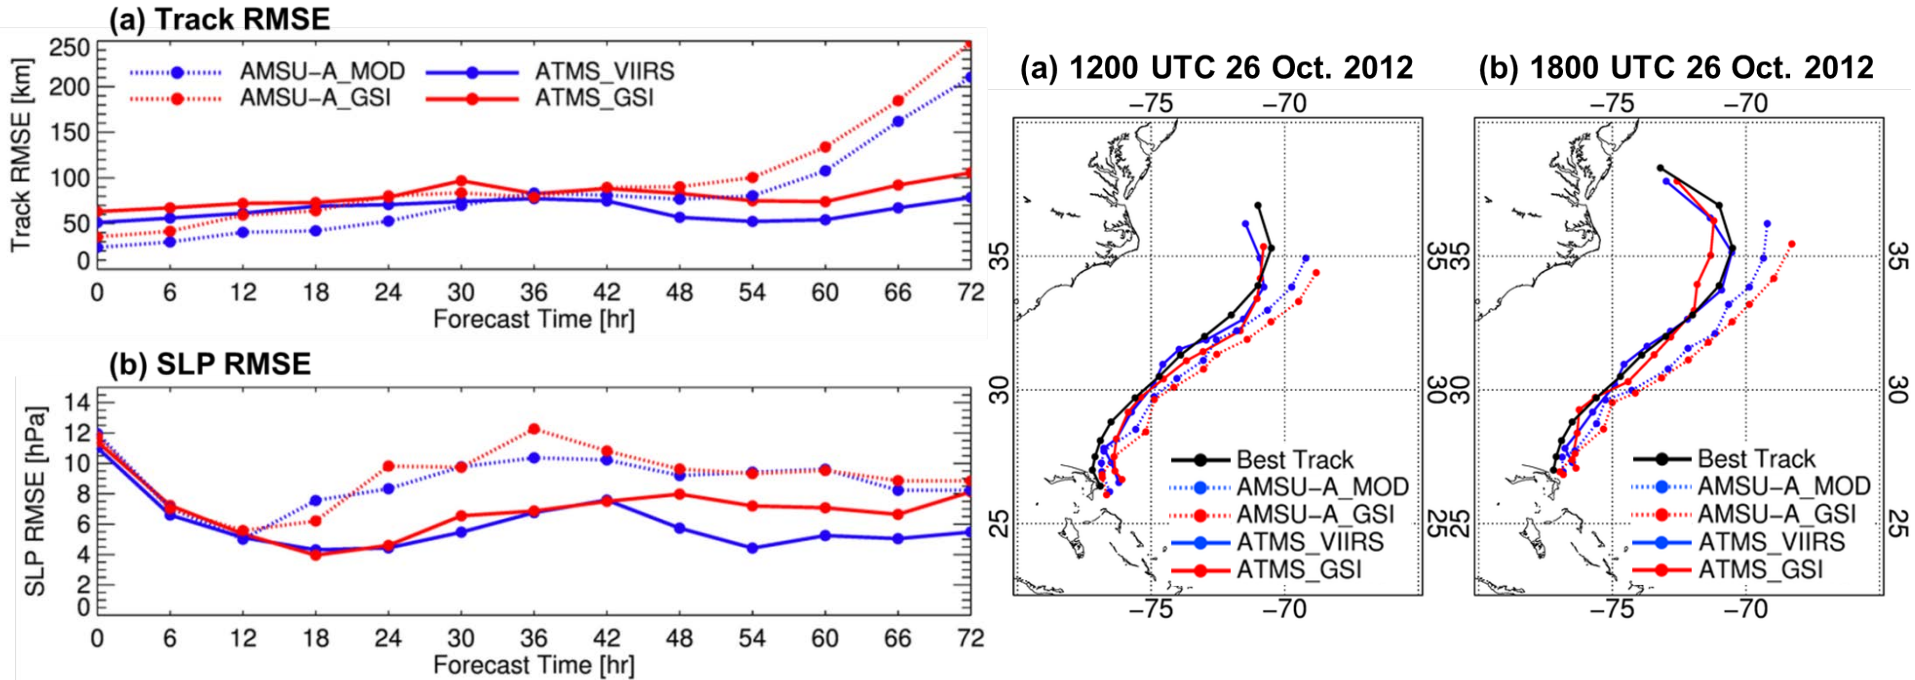 (a) Track RMSE
Track RMSE [km]
250
200
150
100
50
0
AMSU-A_MOD
ATMS_VIIRS
AMSU-A_GSI
ATMS_GSI
0 6 12 18 24 30 36 42 48 54 60 66 72
Forecast Time [hr]
(b) SLP RMSE
SLP RMSE [hPa]
14
12
10
8
6
4
2
0
0 6 12 18 24 30 36 42 48 54 60 66 72
Forecast Time [hr]
(a) 1200 UTC 26 Oct. 2012
-75 -70
35 35
30 30
25 25
Best Track
AMSU-A_MOD
AMSU-A_GSI
ATMS_VIIRS
ATMS_GSI
-75 -70
(b) 1800 UTC 26 Oct. 2012
-75 -70
35 35
30 30
25 25
Best Track
AMSU-A_MOD
AMSU-A_GSI
ATMS_VIIRS
ATMS_GSI
-75 -70